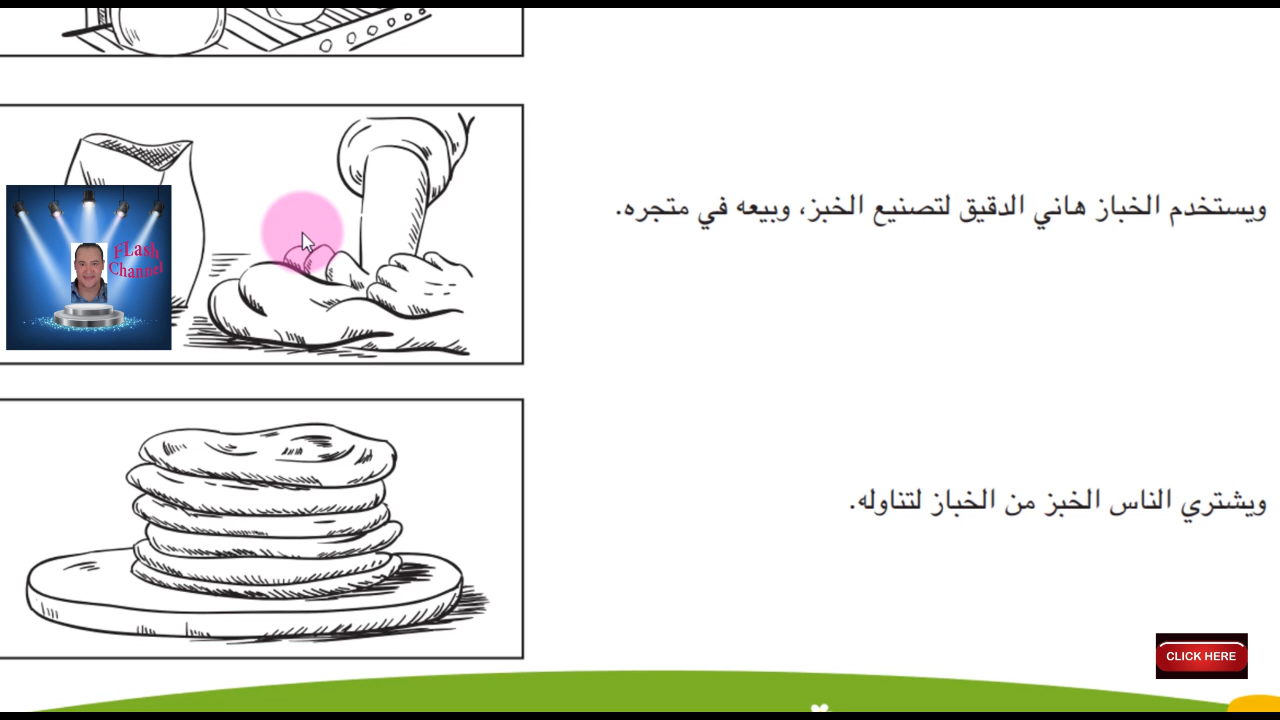 ويستخدم الخباز هاني الدقيق لتصنيع الخبز، وبيعه في متجره.
FLash
Channel
ويشتري الناس الخبز من الخباز لتناوله.
CLICK HERE